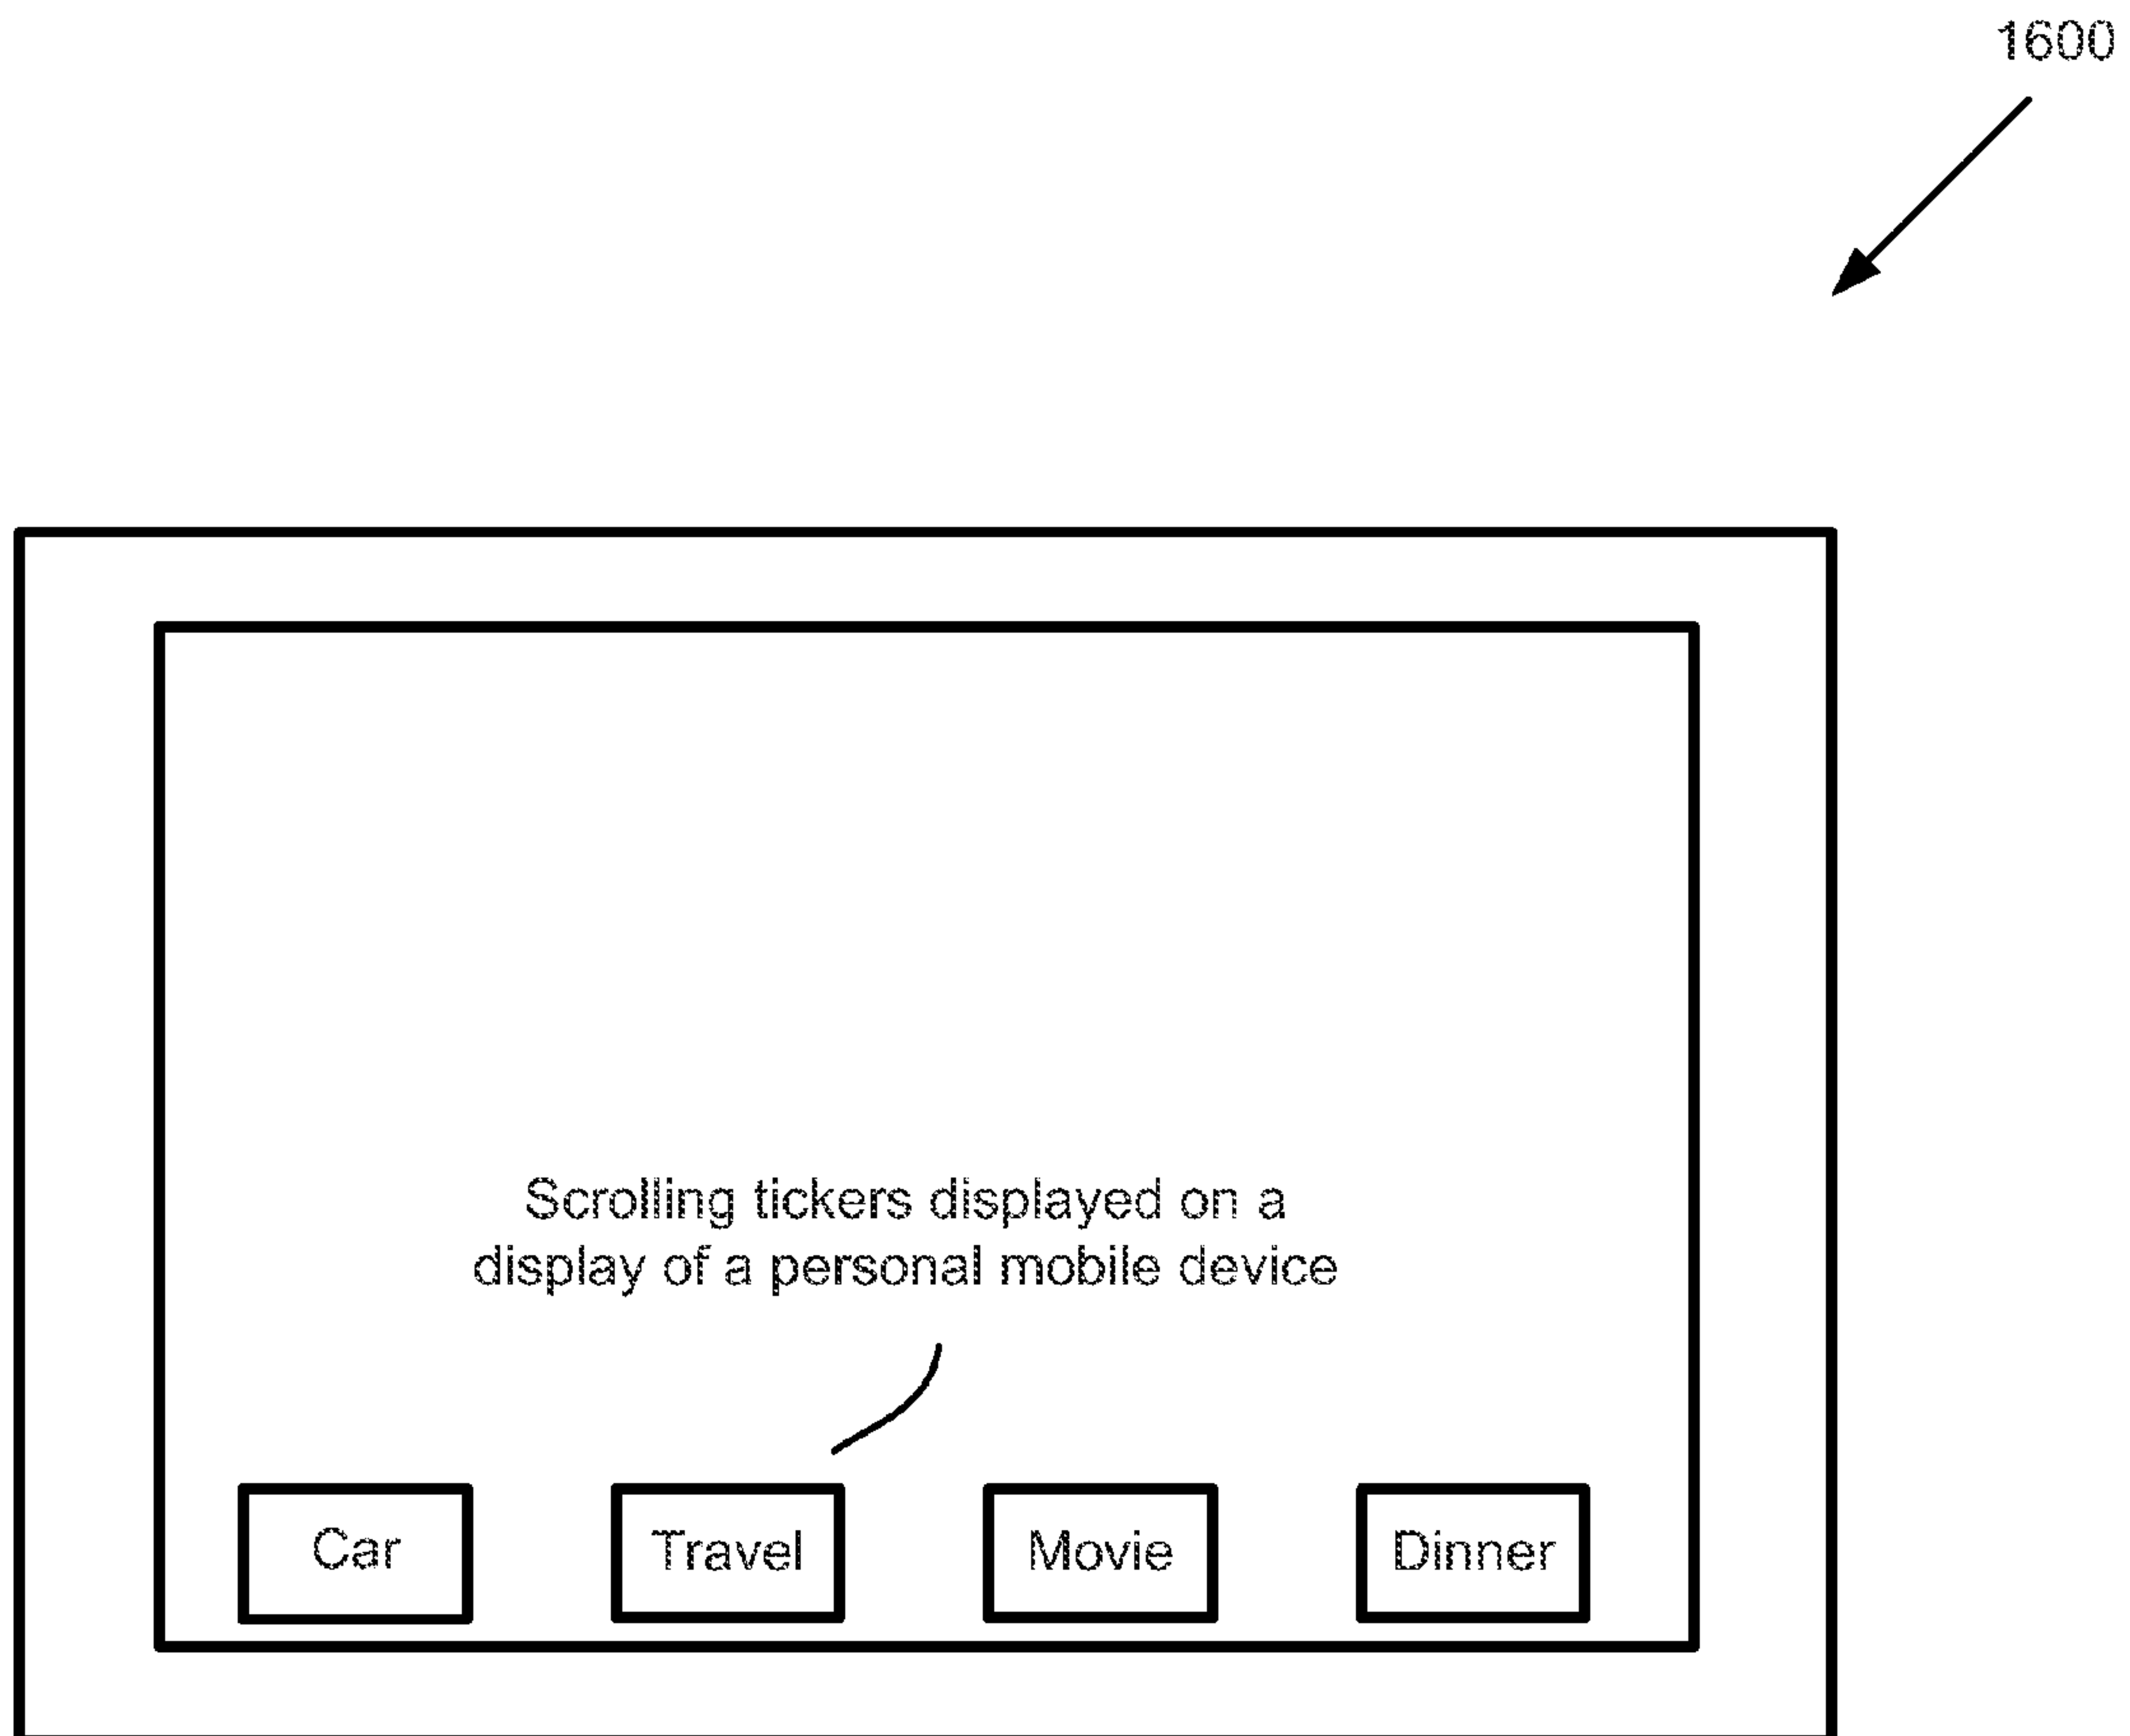 1600
Scrolling tickers displayed on a
display of a personal mobile device
Car Travel Movie Dinner